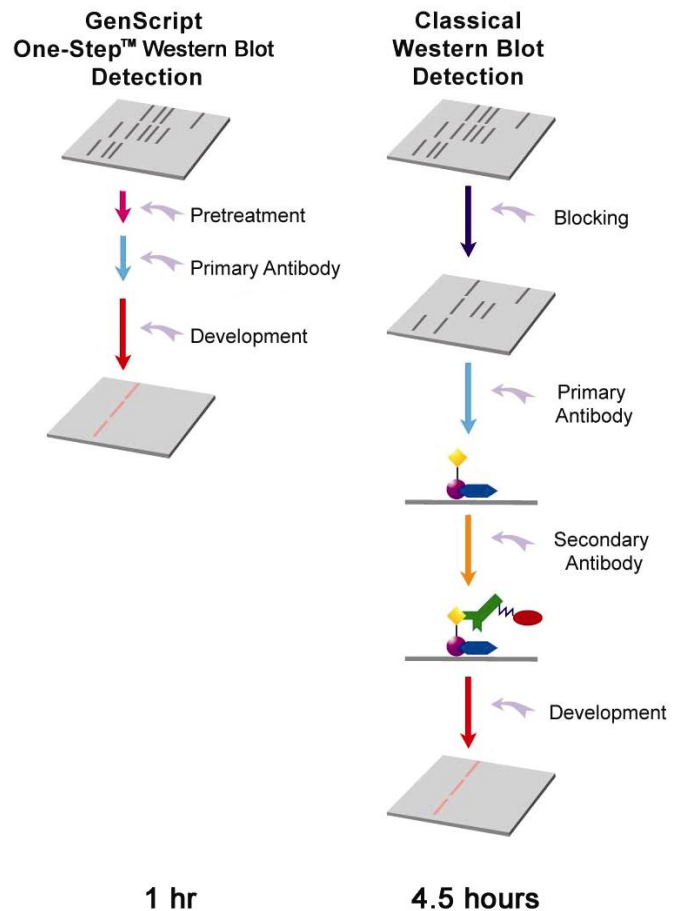 GenScript
One-Step™ Western Blot
Detection
Pretreatment
Primary Antibody
Development
1 hr
Classical
Western Blot
Detection
Blocking
Primary
Antibody
Secondary
Antibody
Development
4.5 hours